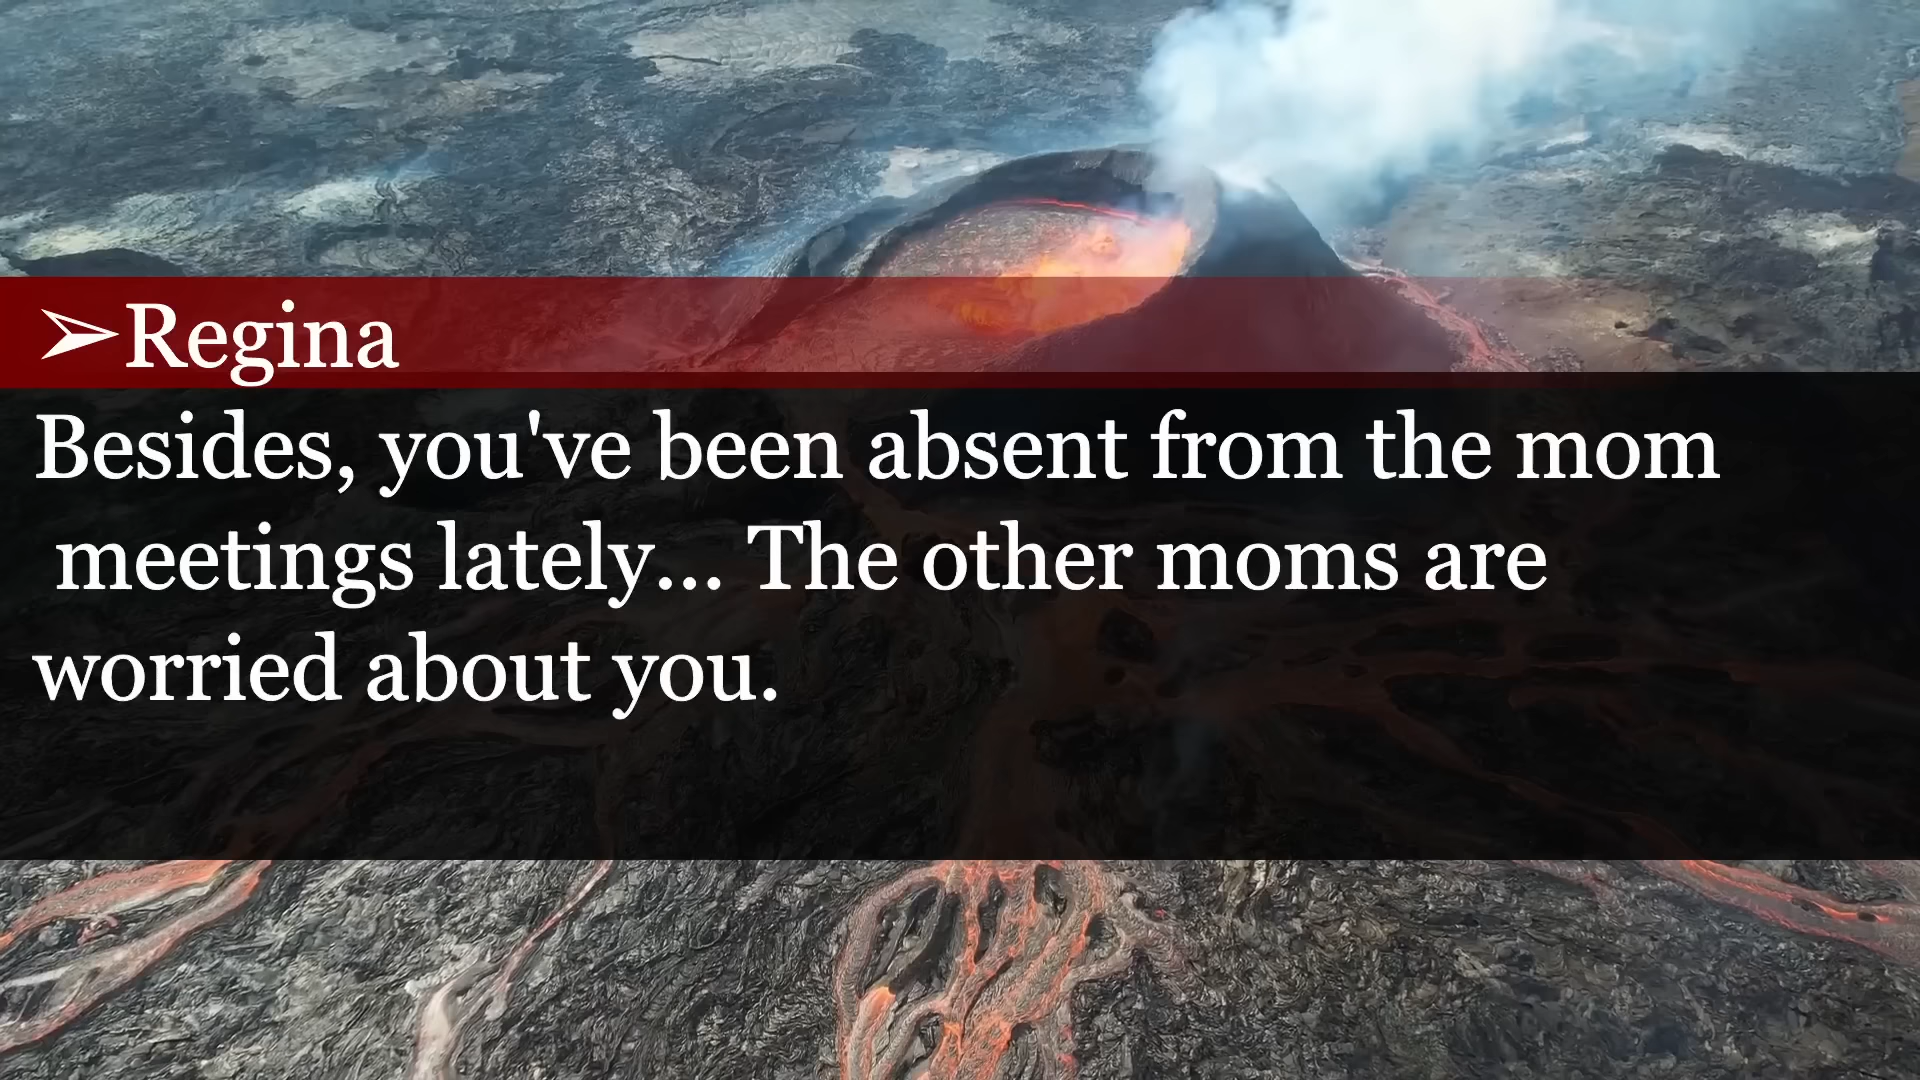 ➢Regina
Besides, you've been absent from the mom
meetings lately... The other moms are
worried about you.